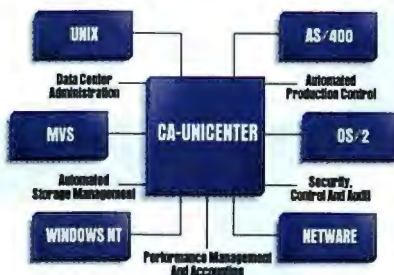 UNIX
AS/400
Data Center
Administration
Automated
Production Control
MVS
CA-UNICENTER
OS/2
Automated
Storage Management
Security,
Control And Audit
WINDOWS NT
NETWARE
Performance Management
And Accounting